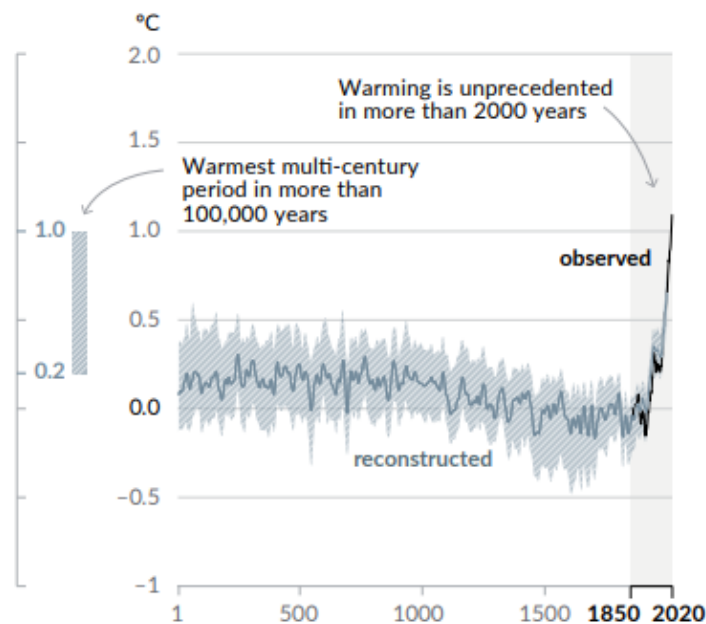 °C
2.0
Warming is unprecedented
in more than 2000 years
1.5
Warmest multi-century
period in more than
100,000 years
1.0
1.0
observed
0.5
0.2
0.0
reconstructed
−0.5
−1
1 500 1000 1500 1850 2020